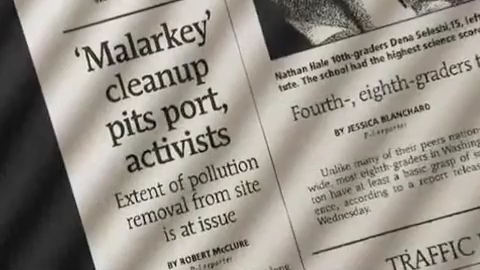 'Malarkey'
cleanup
pits port,
activists
Extent of pollution
removal from site
is at issue
BY ROBERT McCLURE
P-I reporter
Nathan Hale 10th-graders Dena Seleshi, 15, left
tute. The school had the highest science score
Fourth-, eighth-graders t
BY JESSICA BLANCHARD
P-I reporter
Unlike many of their peers nation-
wide, most eighth-graders in Washing
ton have at least a basic grasp of s
ence, according to a report releas
Wednesday.
TRAFFIC